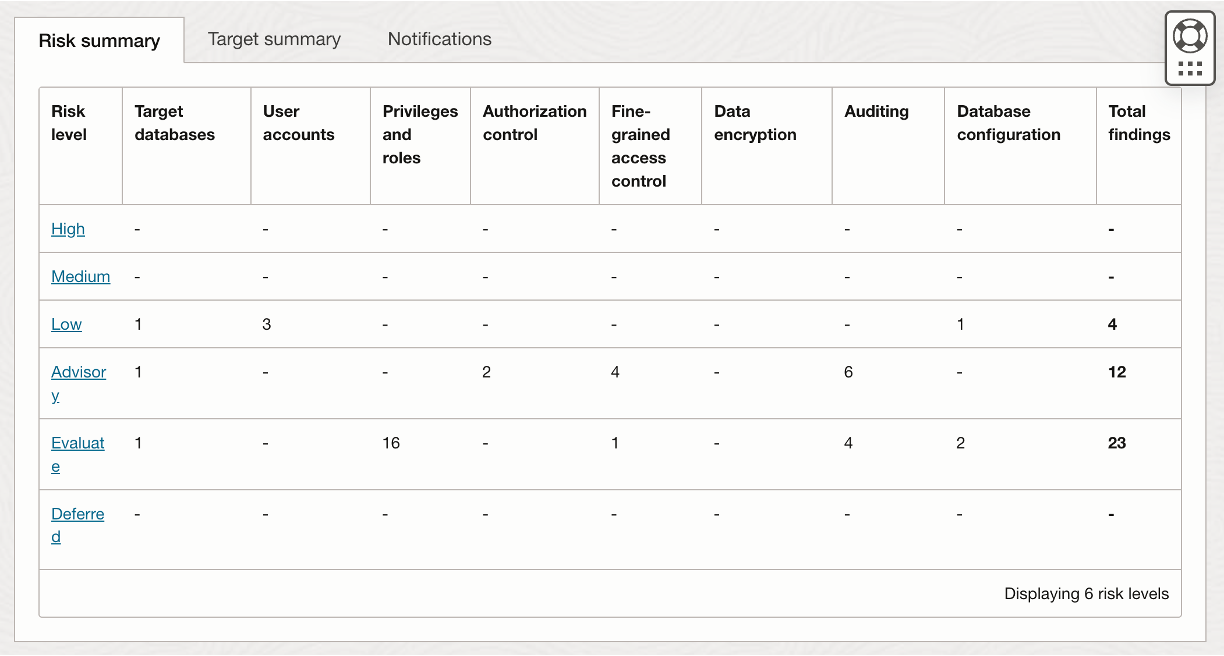 Risk summary Target summary Notifications
Risk level Target databases User accounts Privileges and roles Authorization control Fine-grained access control Data encryption Auditing Database configuration Total findings
High - - - - - - - - -
Medium - - - - - - - - -
Low 1 3 - - - - - 1 4
Advisory 1 - - 2 4 - 6 - 12
Evaluate 1 - 16 - 1 - 4 2 23
Deferred - - - - - - - - -
Displaying 6 risk levels